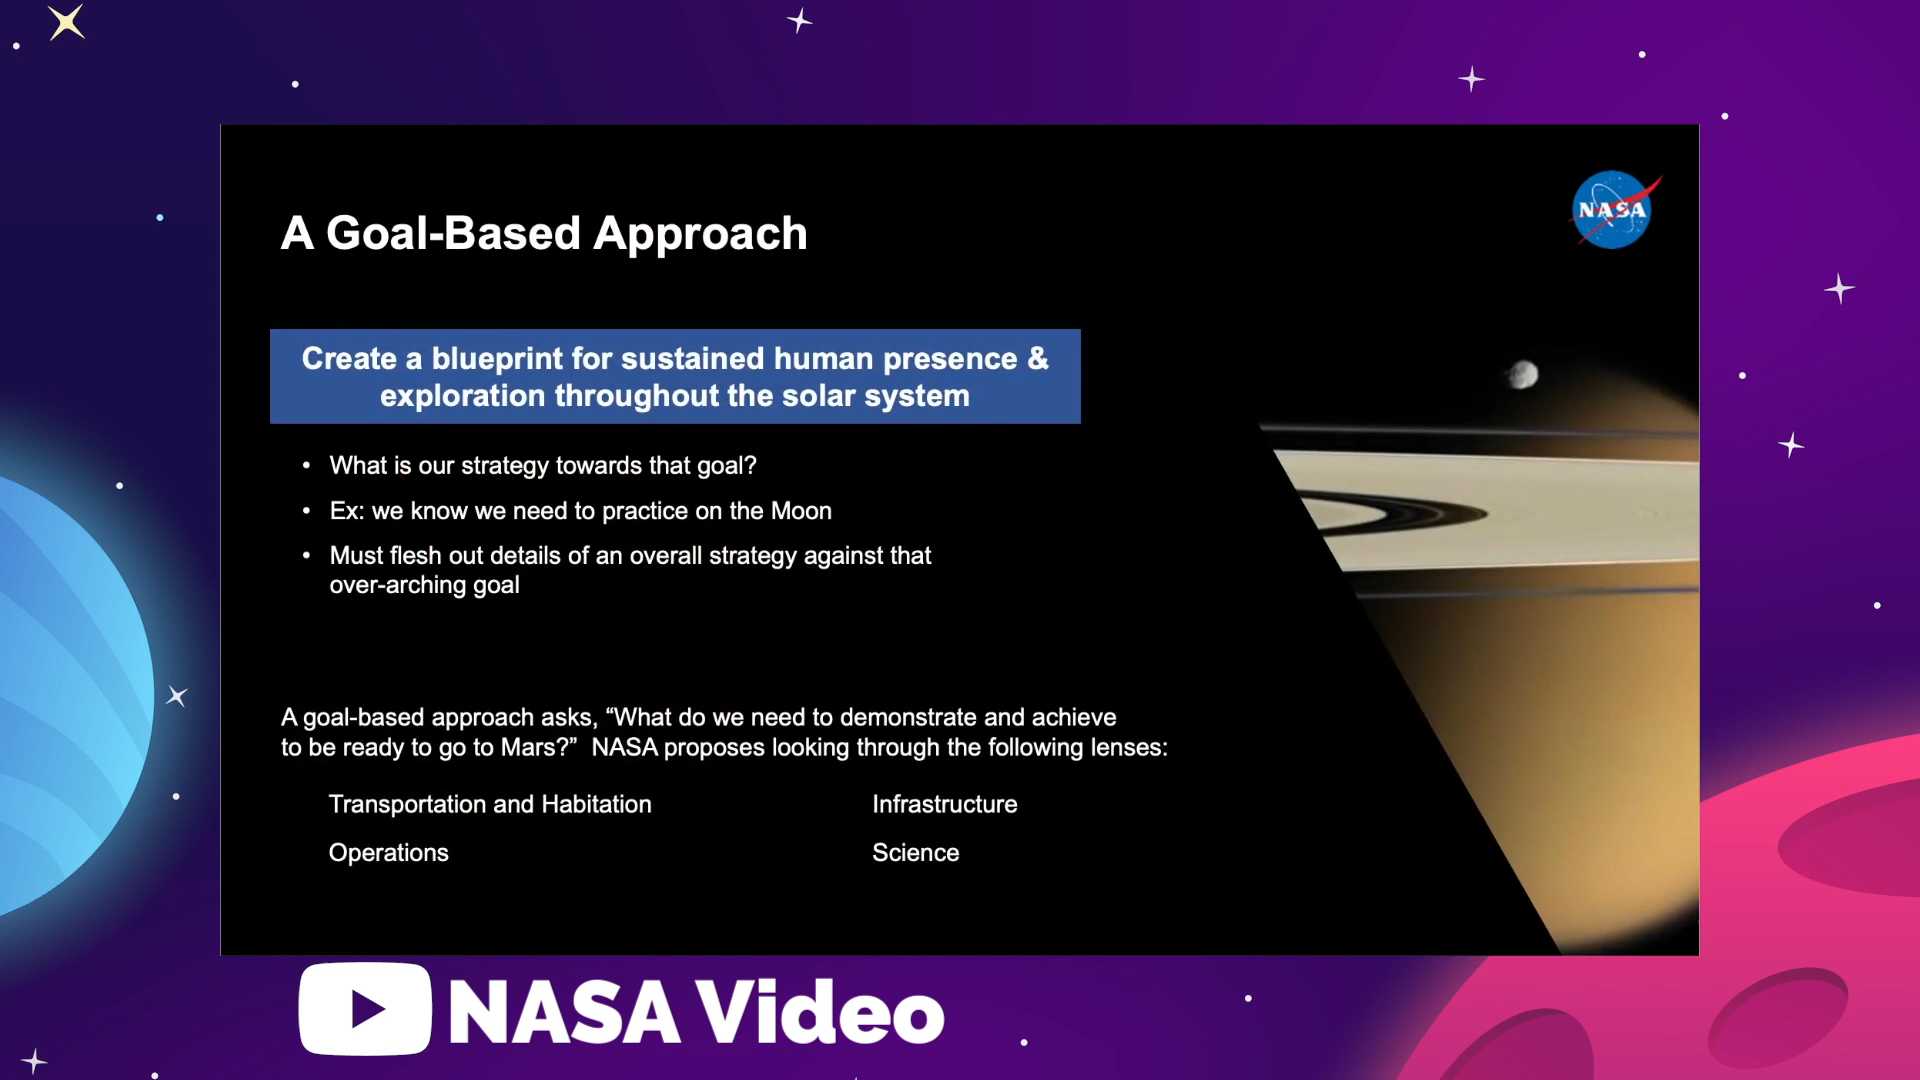 NASA
A Goal-Based Approach
Create a blueprint for sustained human presence &
exploration throughout the solar system
• What is our strategy towards that goal?
• Ex: we know we need to practice on the Moon
• Must flesh out details of an overall strategy against that
over-arching goal
A goal-based approach asks, “What do we need to demonstrate and achieve
to be ready to go to Mars?”  NASA proposes looking through the following lenses:
Transportation and Habitation
Infrastructure
Operations
Science
NASA Video